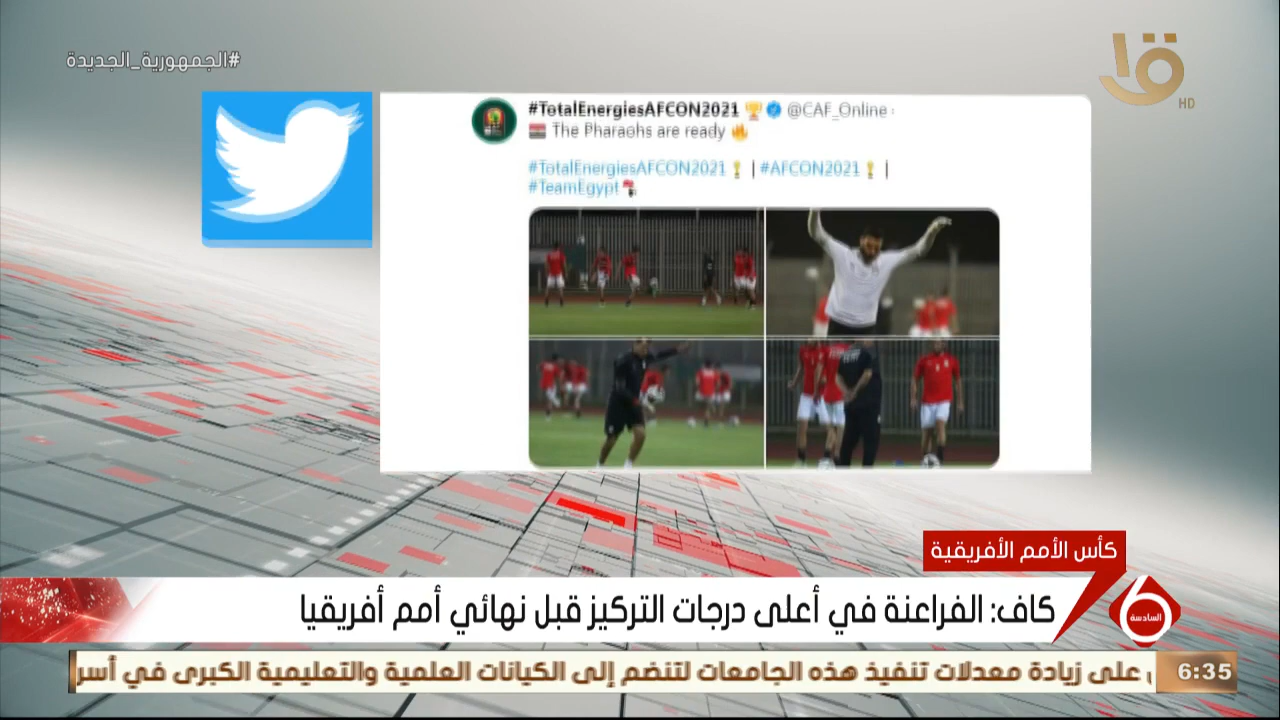 #الجمهورية_الجديدة
HD
#TotalEnergiesAFCON2021 🏆 @CAF_Online
The Pharaohs are ready 🔥
#TotalEnergiesAFCON2021 🏆 | #AFCON2021 🏆 |
#TeamEgypt
كأس الأمم الأفريقية
كاف: الفراعنة في أعلى درجات التركيز قبل نهائي أمم أفريقيا
السادسة
6:35
على زيادة معدلات تنفيذ هذه الجامعات لتنضم إلى الكيانات العلمية والتعليمية الكبرى في أسر